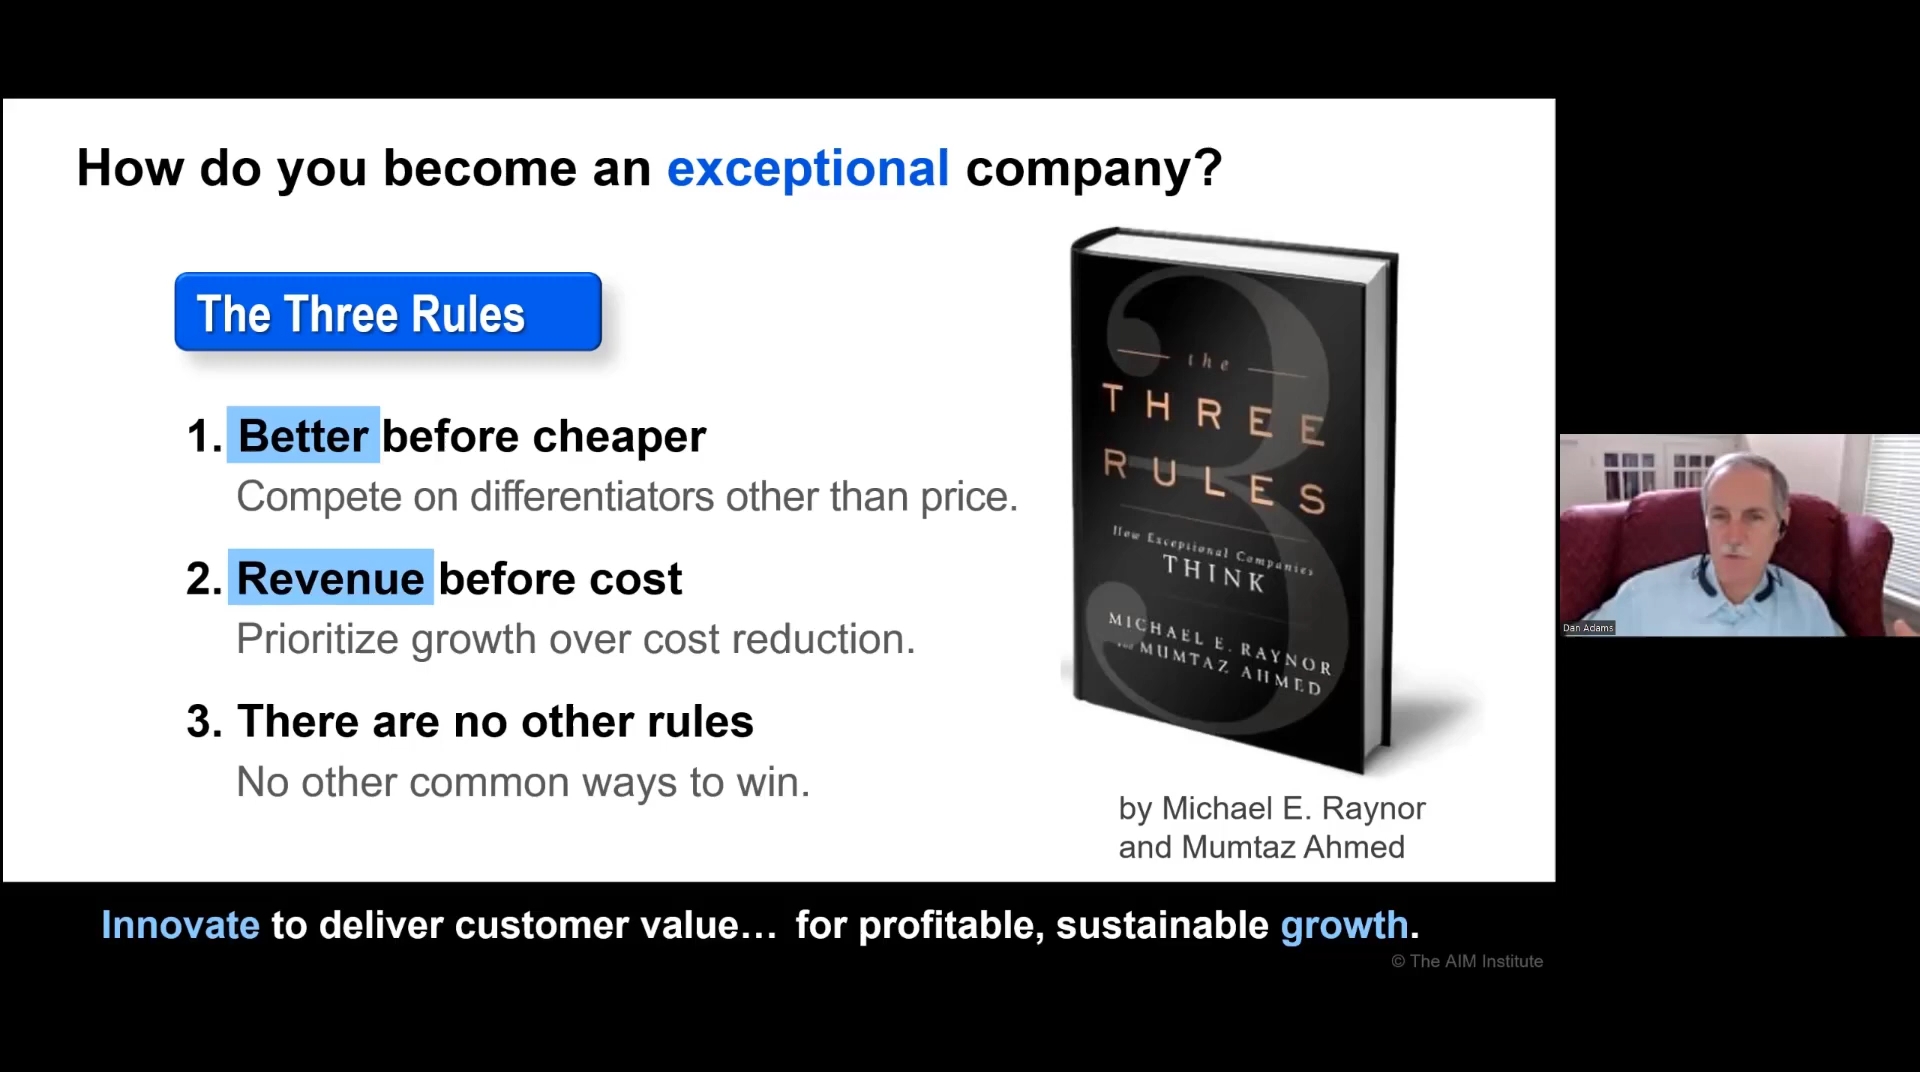 How do you become an exceptional company?
The Three Rules
1. Better before cheaper
Compete on differentiators other than price.
2. Revenue before cost
Prioritize growth over cost reduction.
3. There are no other rules
No other common ways to win.
3
the
THREE
RULES
How Exceptional Companies
THINK
MICHAEL E. RAYNOR
AND MUMTAZ AHMED
by Michael E. Raynor
and Mumtaz Ahmed
Dan Adams
Innovate to deliver customer value... for profitable, sustainable growth.
© The AIM Institute